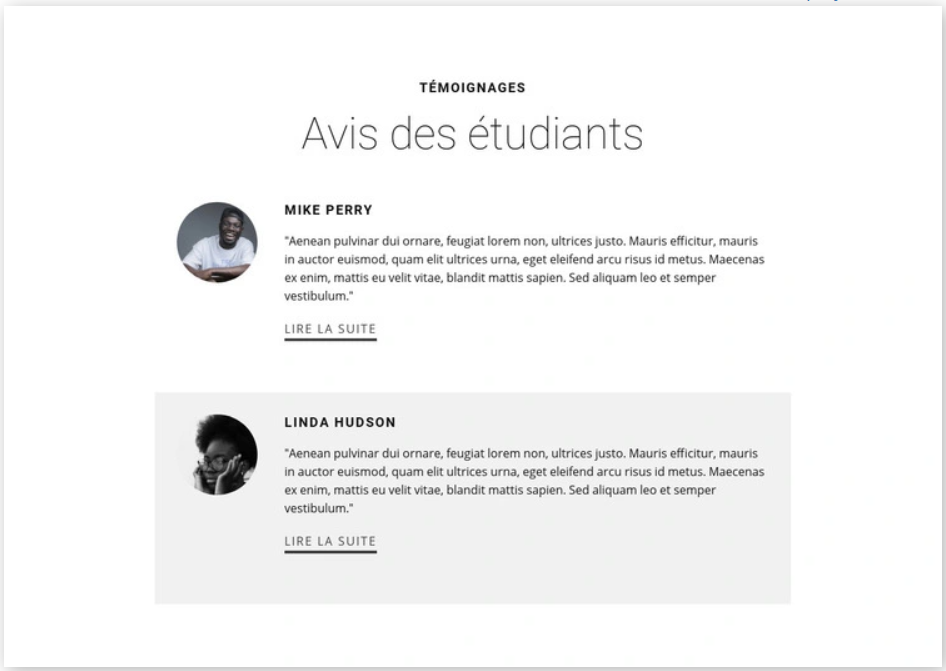 TÉMOIGNAGES
Avis des étudiants
MIKE PERRY
"Aenean pulvinar dui ornare, feugiat lorem non, ultrices justo. Mauris efficitur, mauris
in auctor euismod, quam elit ultrices urna, eget eleifend arcu risus id metus. Maecenas
ex enim, mattis eu velit vitae, blandit mattis sapien. Sed aliquam leo et semper
vestibulum."
LIRE LA SUITE
LINDA HUDSON
"Aenean pulvinar dui ornare, feugiat lorem non, ultrices justo. Mauris efficitur, mauris
in auctor euismod, quam elit ultrices urna, eget eleifend arcu risus id metus. Maecenas
ex enim, mattis eu velit vitae, blandit mattis sapien. Sed aliquam leo et semper
vestibulum."
LIRE LA SUITE